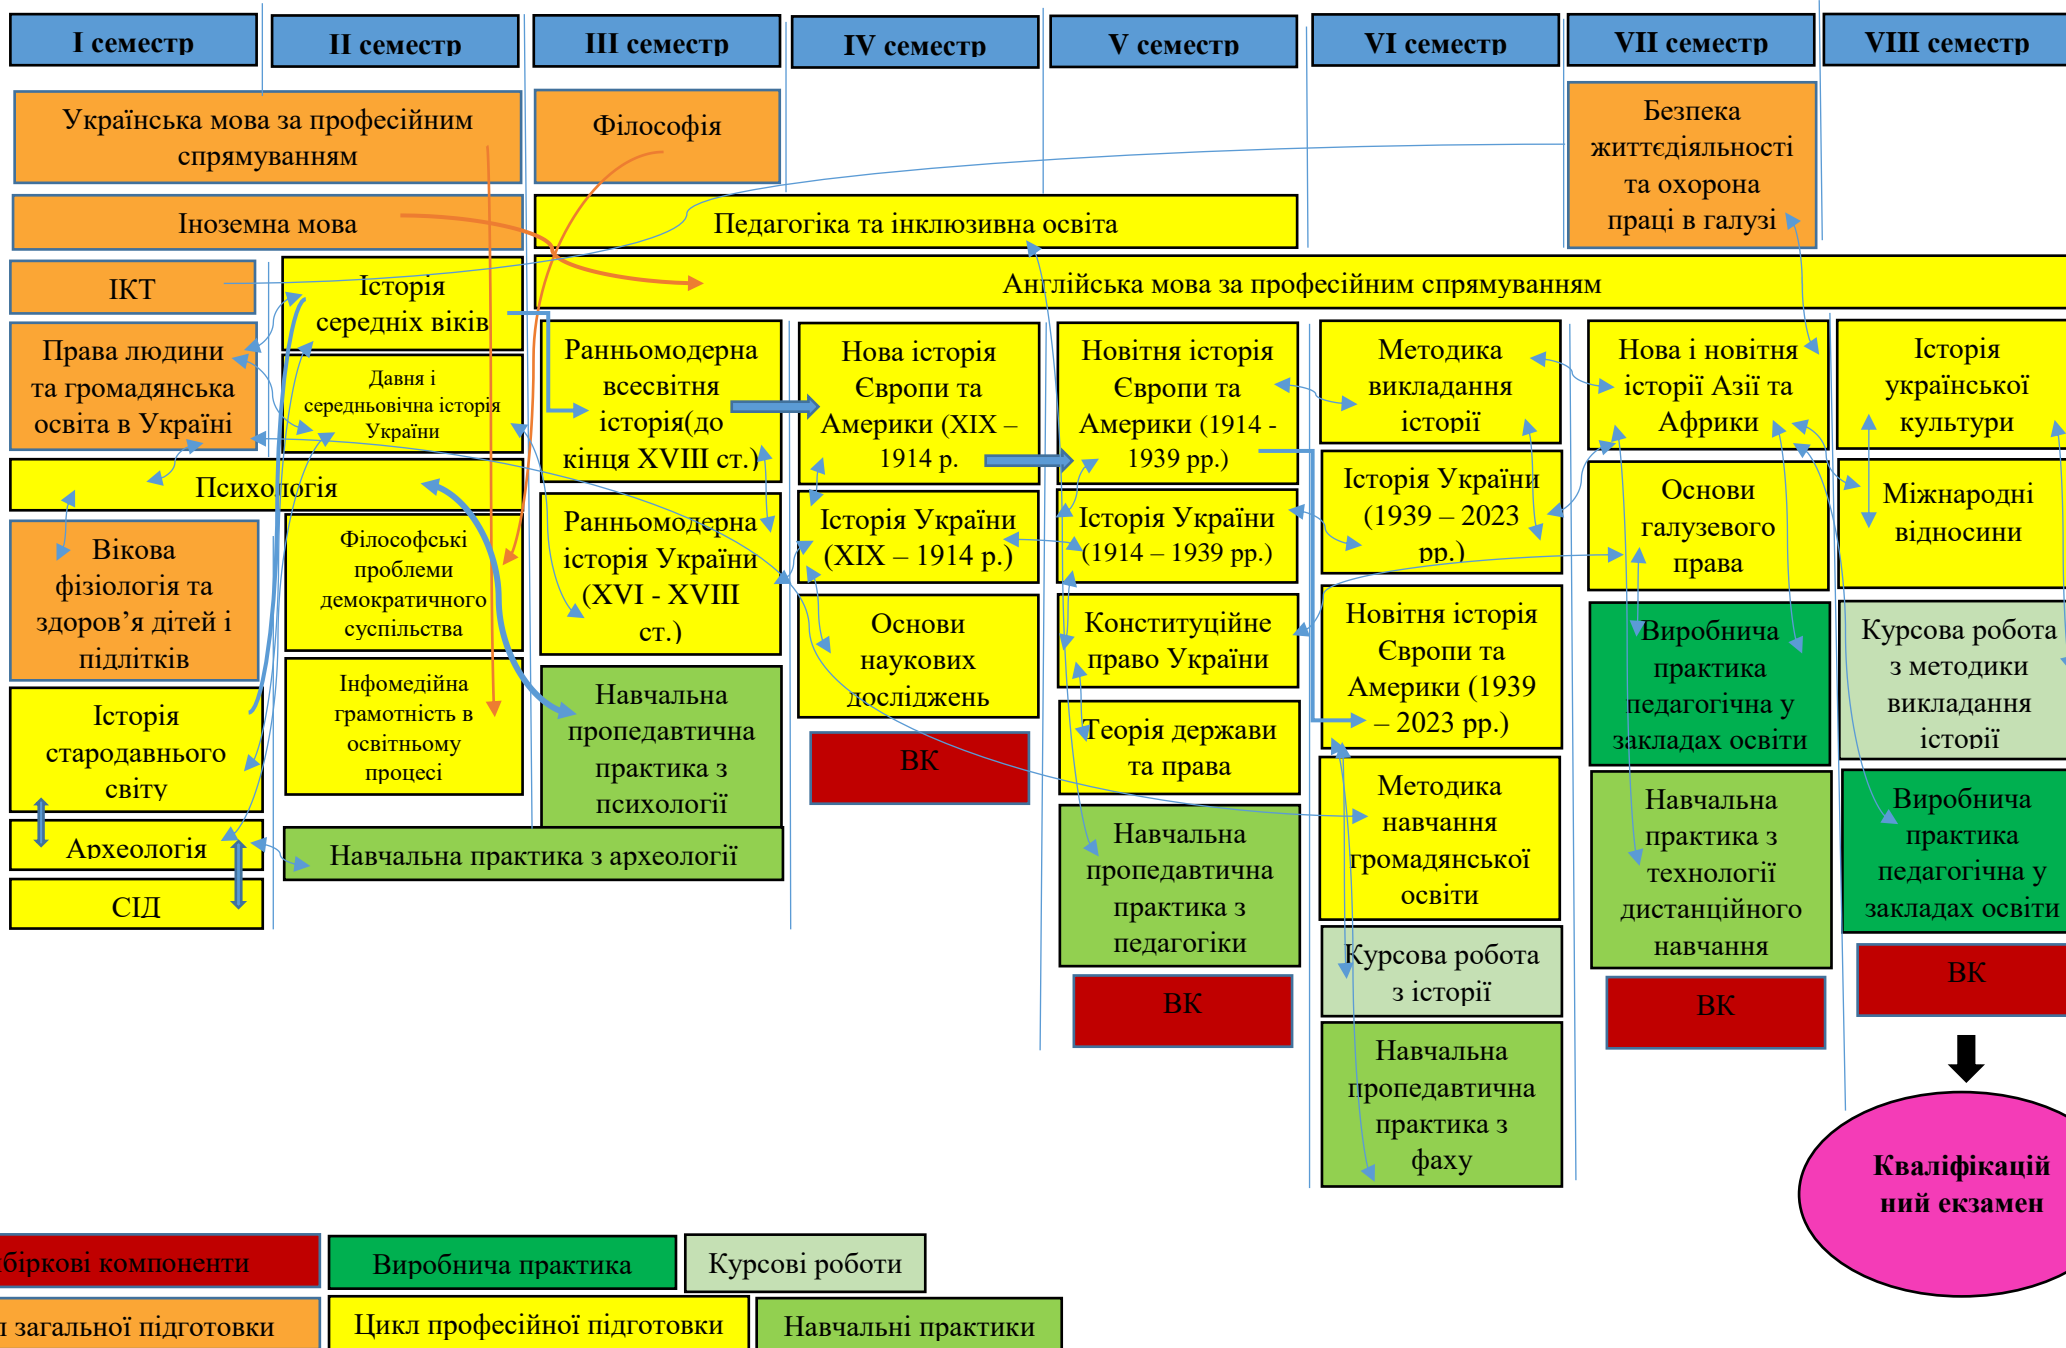 I семестр
II семестр
III семестр
IV семестр
V семестр
VI семестр
VII семестр
VIII семестр
Українська мова за професійним
спрямуванням
Філософія
Безпека
життєдіяльності
та охорона
праці в галузі
Іноземна мова
Педагогіка та інклюзивна освіта
ІКТ
Історія
середніх віків
Англійська мова за професійним спрямуванням
Права людини
та громадянська
освіта в Україні
Давня і
середньовічна історія
України
Ранньомодерна
всесвітня
історія(до
кінця XVIII ст.)
Нова історія
Європи та
Америки (XIX –
1914 р.
Новітня історія
Європи та
Америки (1914 -
1939 рр.)
Методика
викладання
історії
Нова і новітня
історії Азії та
Африки
Історія
української
культури
Психологія
Вікова
фізіологія та
здоров’я дітей і
підлітків
Філософські
проблеми
демократичного
суспільства
Ранньомодерна
історія України
(XVI - XVIII
ст.)
Історія України
(XIX – 1914 р.)
Історія України
(1914 – 1939 рр.)
Історія України
(1939 – 2023
рр.)
Основи
галузевого
права
Міжнародні
відносини
Історія
стародавнього
світу
Інфомедійна
грамотність в
освітньому
процесі
Навчальна
пропедавтична
практика з
психології
Основи
наукових
досліджень
Конституційне
право України
Новітня історія
Європи та
Америки (1939
– 2023 рр.)
Виробнича
практика
педагогічна у
закладах освіти
Курсова робота
з методики
викладання
історії
ВК
Теорія держави
та права
Археологія
Навчальна практика з археології
Навчальна
пропедавтична
практика з
педагогіки
Методика
навчання
громадянської
освіти
Навчальна
практика з
технології
дистанційного
навчання
Виробнича
практика
педагогічна у
закладах освіти
СІД
Курсова робота
з історії
ВК
ВК
ВК
Навчальна
пропедавтична
практика з
фаху
Кваліфікацій
ний екзамен
біркові компоненти
Виробнича практика
Курсові роботи
л загальної підготовки
Цикл професійної підготовки
Навчальні практики